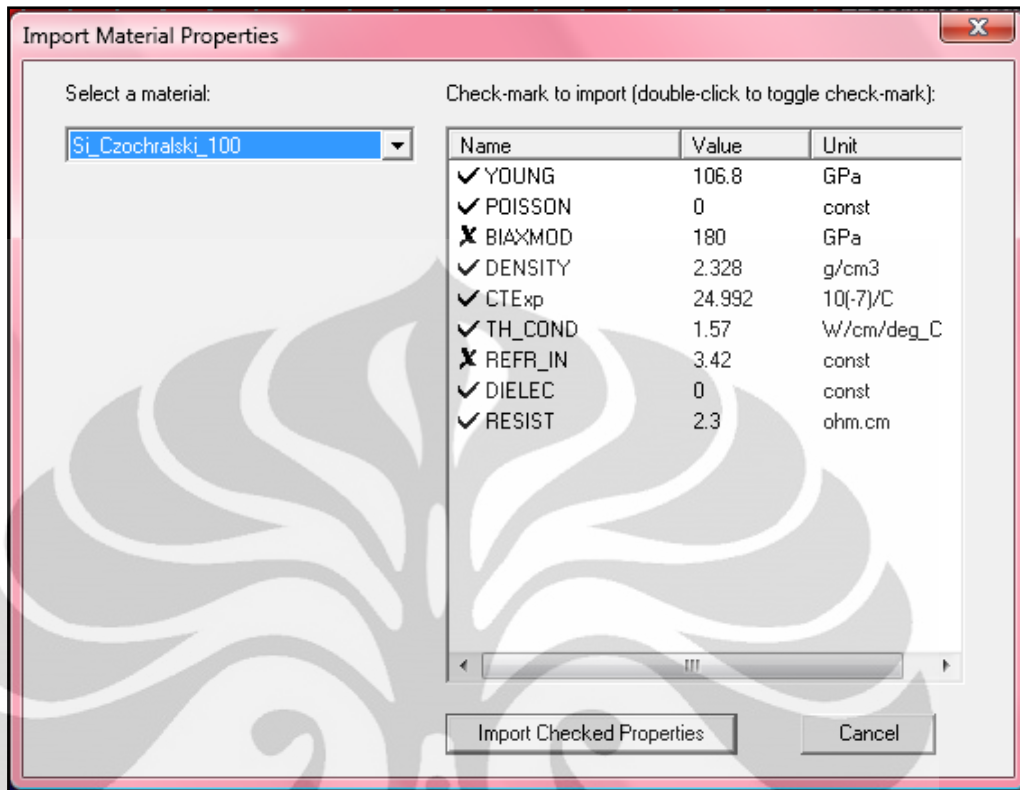 Import Material Properties
Select a material:
Check-mark to import (double-click to toggle check-mark):
Si_Czochralski_100
Name Value Unit
YOUNG 106.8 GPa
POISSON 0 const
BIAXMOD 180 GPa
DENSITY 2.328 g/cm3
CTExp 24.992 10(-7)/C
TH_COND 1.57 W/cm/deg_C
REFR_IN 3.42 const
DIELEC 0 const
RESIST 2.3 ohm.cm
Import Checked Properties Cancel